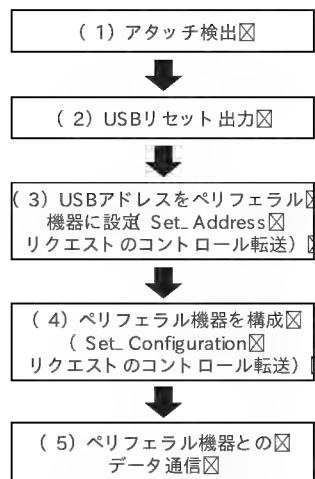 (1) アタッチ検出
(2) USBリセット出力
(3) USBアドレスをペリフェラル
機器に設定( Set_Address
リクエストのコントロール転送)
(4) ペリフェラル機器を構成
( Set_Configuration
リクエストのコントロール転送)
(5) ペリフェラル機器との
データ通信